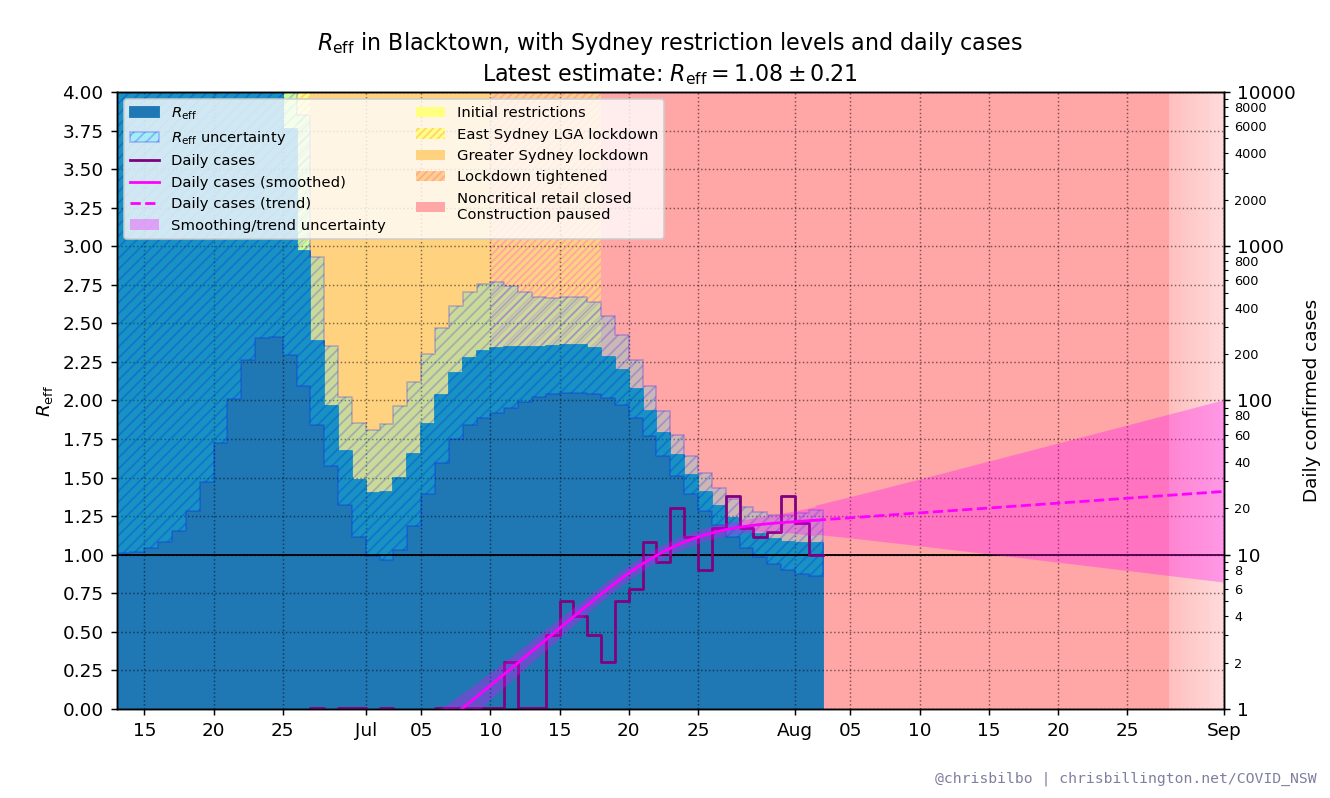 R_eff in Blacktown, with Sydney restriction levels and daily cases
Latest estimate: R_eff = 1.08 ± 0.21
R_eff
R_eff uncertainty
Daily cases
Daily cases (smoothed)
Daily cases (trend)
Smoothing/trend uncertainty
Initial restrictions
East Sydney LGA lockdown
Greater Sydney lockdown
Lockdown tightened
Noncritical retail closed
Construction paused
4.00
3.75
3.50
3.25
3.00
2.75
2.50
2.25
2.00
1.75
1.50
1.25
1.00
0.75
0.50
0.25
0.00
R_eff
10000
8000
6000
4000
2000
1000
800
600
400
200
100
80
60
40
20
10
8
6
4
2
1
Daily confirmed cases
15 20 25 Jul 05 10 15 20 25 Aug 05 10 15 20 25 Sep
@chrisbilbo | chrisbillington.net/COVID_NSW